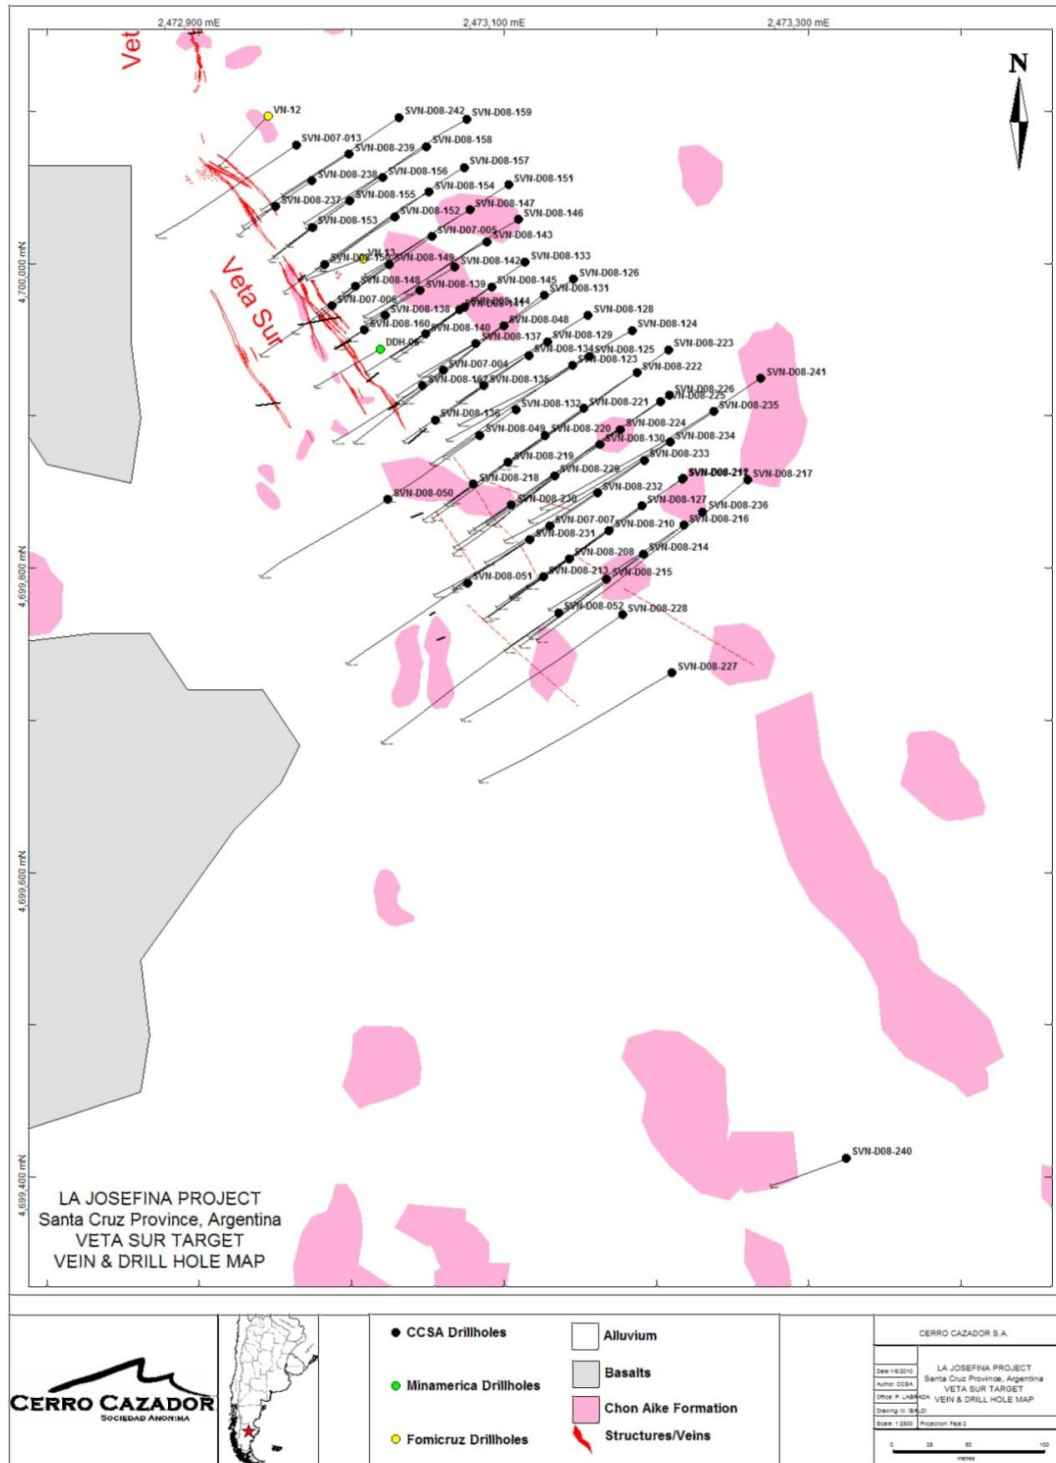 2,472,900 mE
2,473,100 mE
2,473,300 mE
Vet
N
VN-12
SVN-D08-242
SVN-D08-159
SVN-D07-013
SVN-D08-239
SVN-D08-158
SVN-D08-238
SVN-D08-156
SVN-D08-157
SVN-D08-237
SVN-D08-155
SVN-D08-154
SVN-D08-151
SVN-D08-153
SVN-D08-152
SVN-D08-147
SVN-D08-146
SVN-D07-005
SVN-D08-143
SVN-D08-150
VN-13
SVN-D08-149
SVN-D08-142
SVN-D08-133
4,700,000 mN
Veta Sur
SVN-D08-148
SVN-D08-139
SVN-D08-145
SVN-D08-126
SVN-D07-006
SVN-D08-138
SVN-D08-131
SVN-D08-160
SVN-D08-140
SVN-D08-048
SVN-D08-128
DDH-06
SVN-D08-137
SVN-D08-129
SVN-D08-124
SVN-D07-004
SVN-D08-134
SVN-D08-125
SVN-D08-223
SVN-D08-162
SVN-D08-135
SVN-D08-123
SVN-D08-222
SVN-D08-241
SVN-D08-136
SVN-D08-132
SVN-D08-221
SVN-D08-226
SVN-D08-225
SVN-D08-235
SVN-D08-049
SVN-D08-220
SVN-D08-224
SVN-D08-130
SVN-D08-234
SVN-D08-219
SVN-D08-233
SVN-D08-218
SVN-D08-229
SVN-D08-217
SVN-D08-050
SVN-D08-230
SVN-D08-232
SVN-D08-127
SVN-D08-236
SVN-D07-007
SVN-D08-210
SVN-D08-216
SVN-D08-231
SVN-D08-208
SVN-D08-214
4,699,800 mN
SVN-D08-051
SVN-D08-213
SVN-D08-215
SVN-D08-052
SVN-D08-228
SVN-D08-227
4,699,600 mN
SVN-D08-240
4,699,400 mN
LA JOSEFINA PROJECT
Santa Cruz Province, Argentina
VETA SUR TARGET
VEIN & DRILL HOLE MAP
CERRO CAZADOR
SOCIEDAD ANONIMA
CCSA Drillholes
Minamerica Drillholes
Fomicruz Drillholes
Alluvium
Basalts
Chon Aike Formation
Structures/Veins
CERRO CAZADOR S.A.
Author: CCSA
LA JOSEFINA PROJECT
Santa Cruz Province, Argentina
VETA SUR TARGET
VEIN & DRILL HOLE MAP
0
100
metres